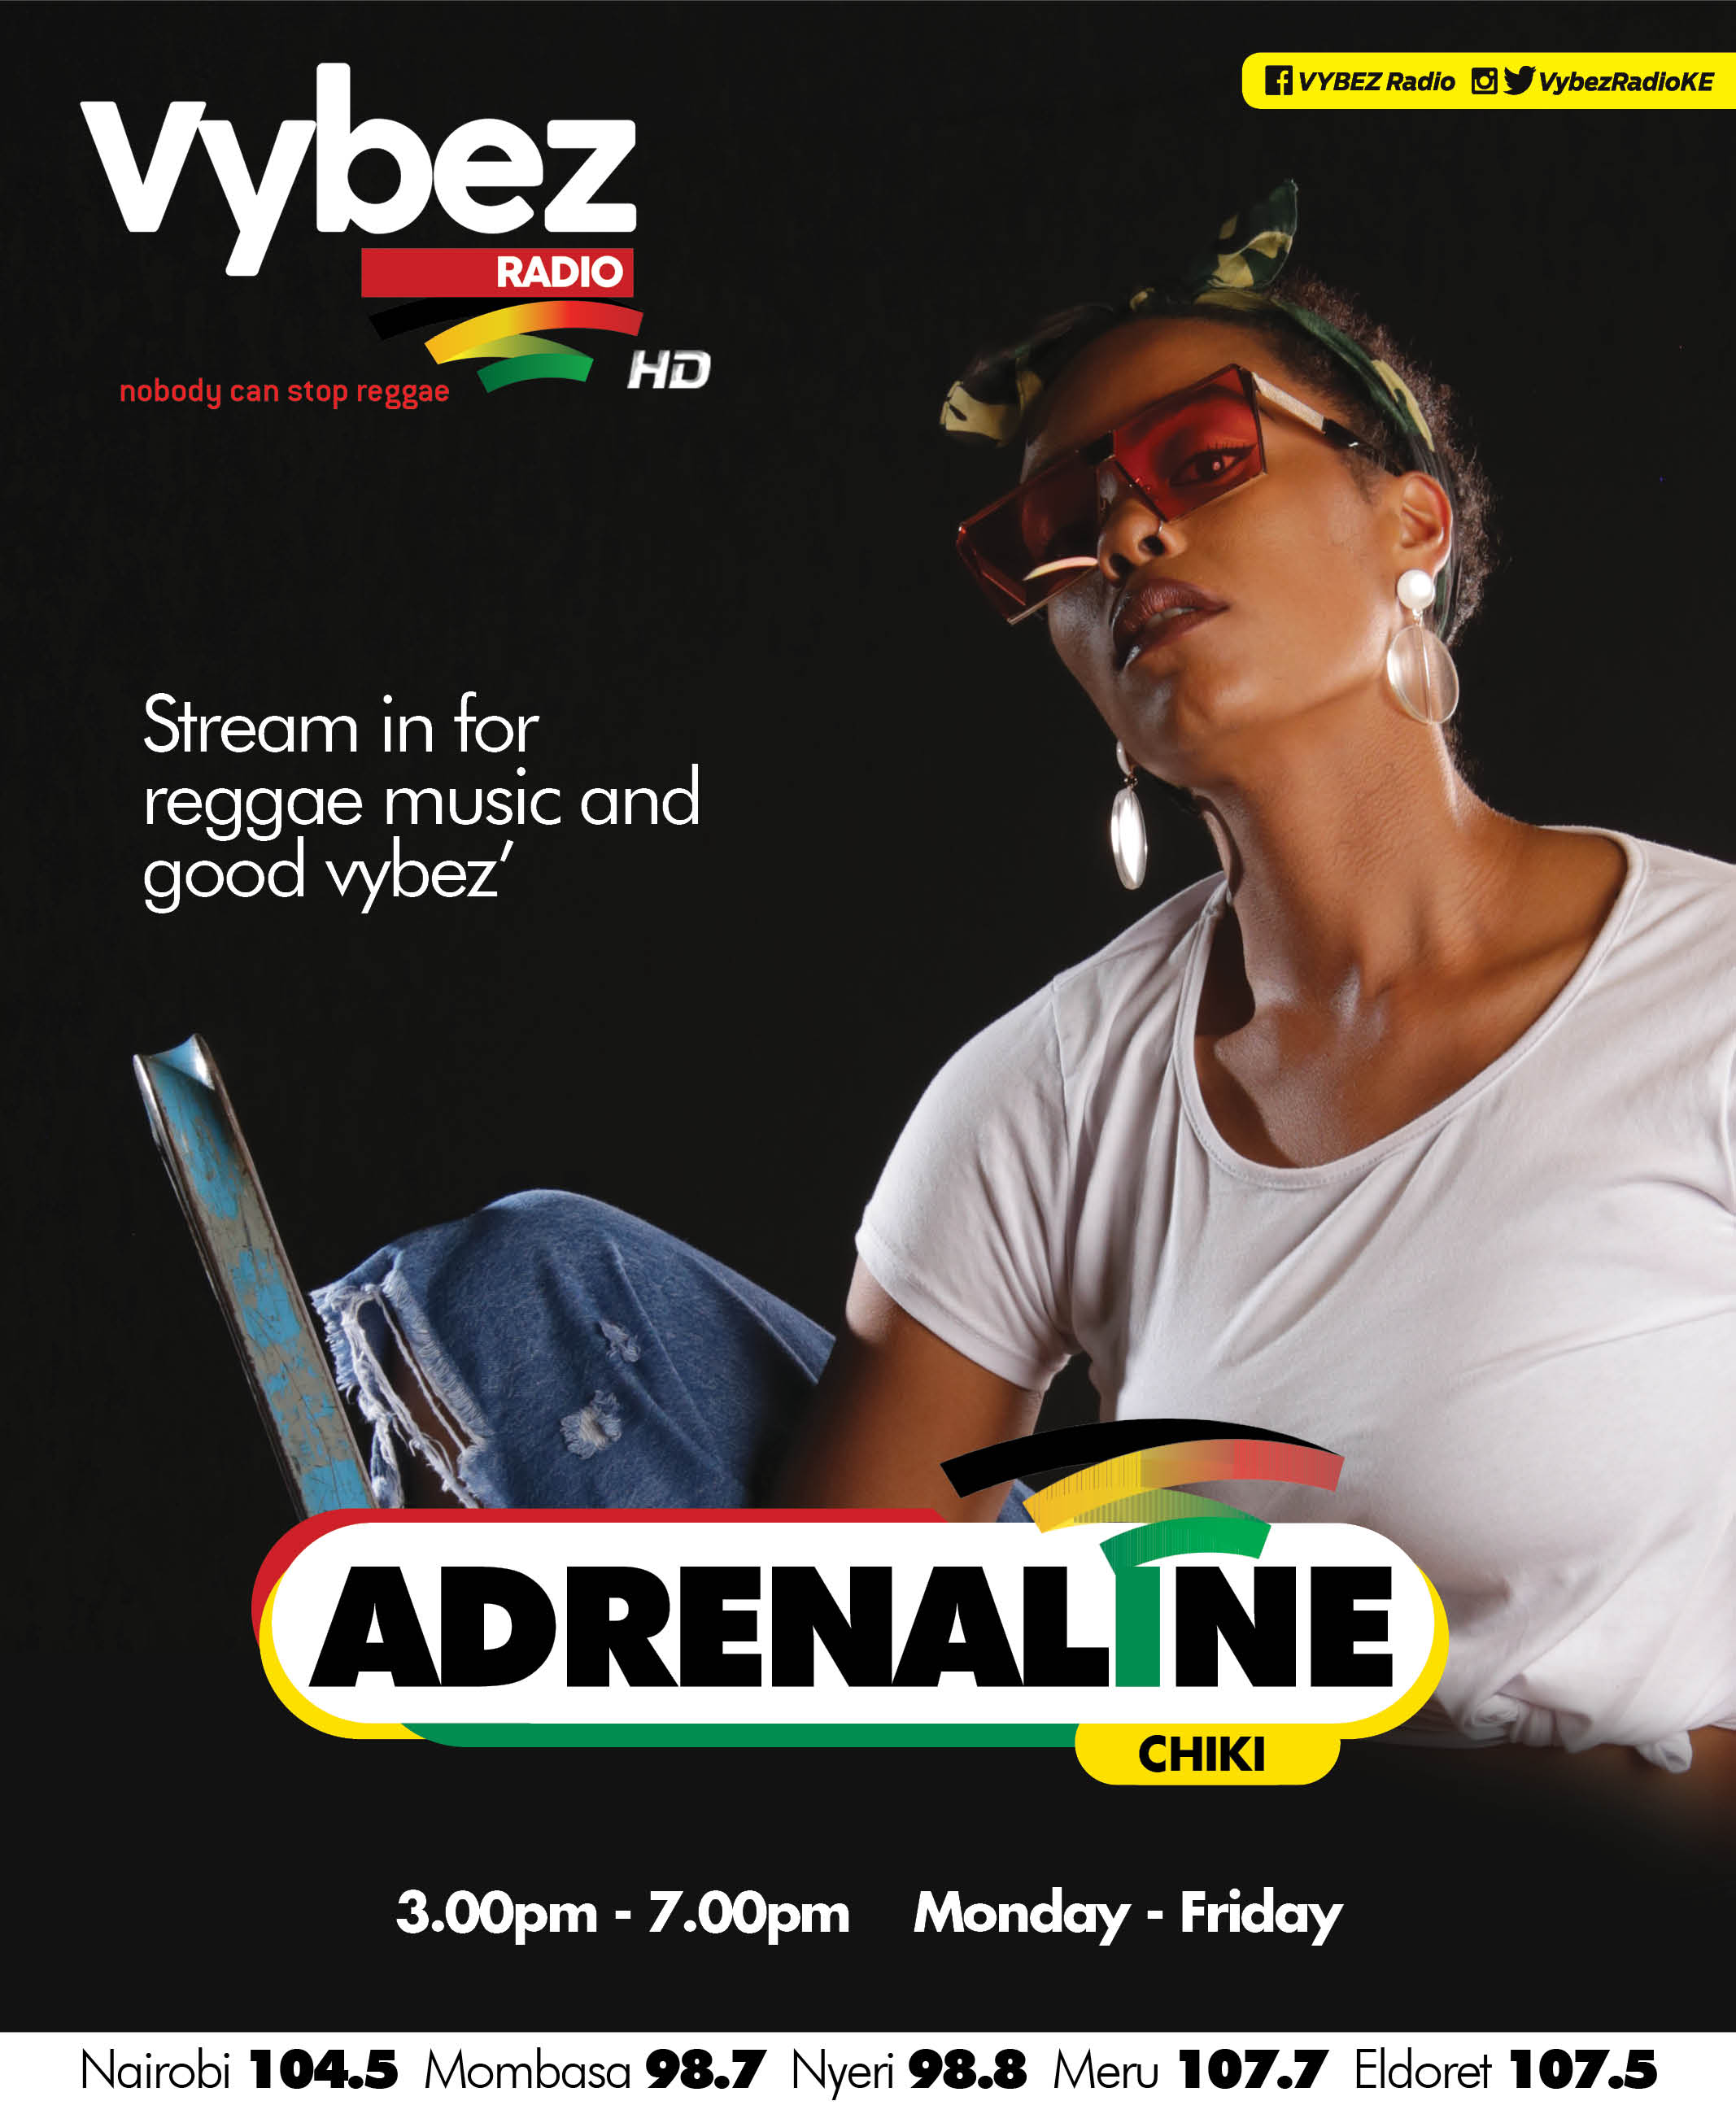 VYBEZ Radio VybezRadioKE
Vybez
RADIO
HD
nobody can stop reggae
Stream in for
reggae music and
good vybez’
ADRENALINE
CHIKI
3.00pm - 7.00pm Monday - Friday
Nairobi 104.5 Mombasa 98.7 Nyeri 98.8 Meru 107.7 Eldoret 107.5